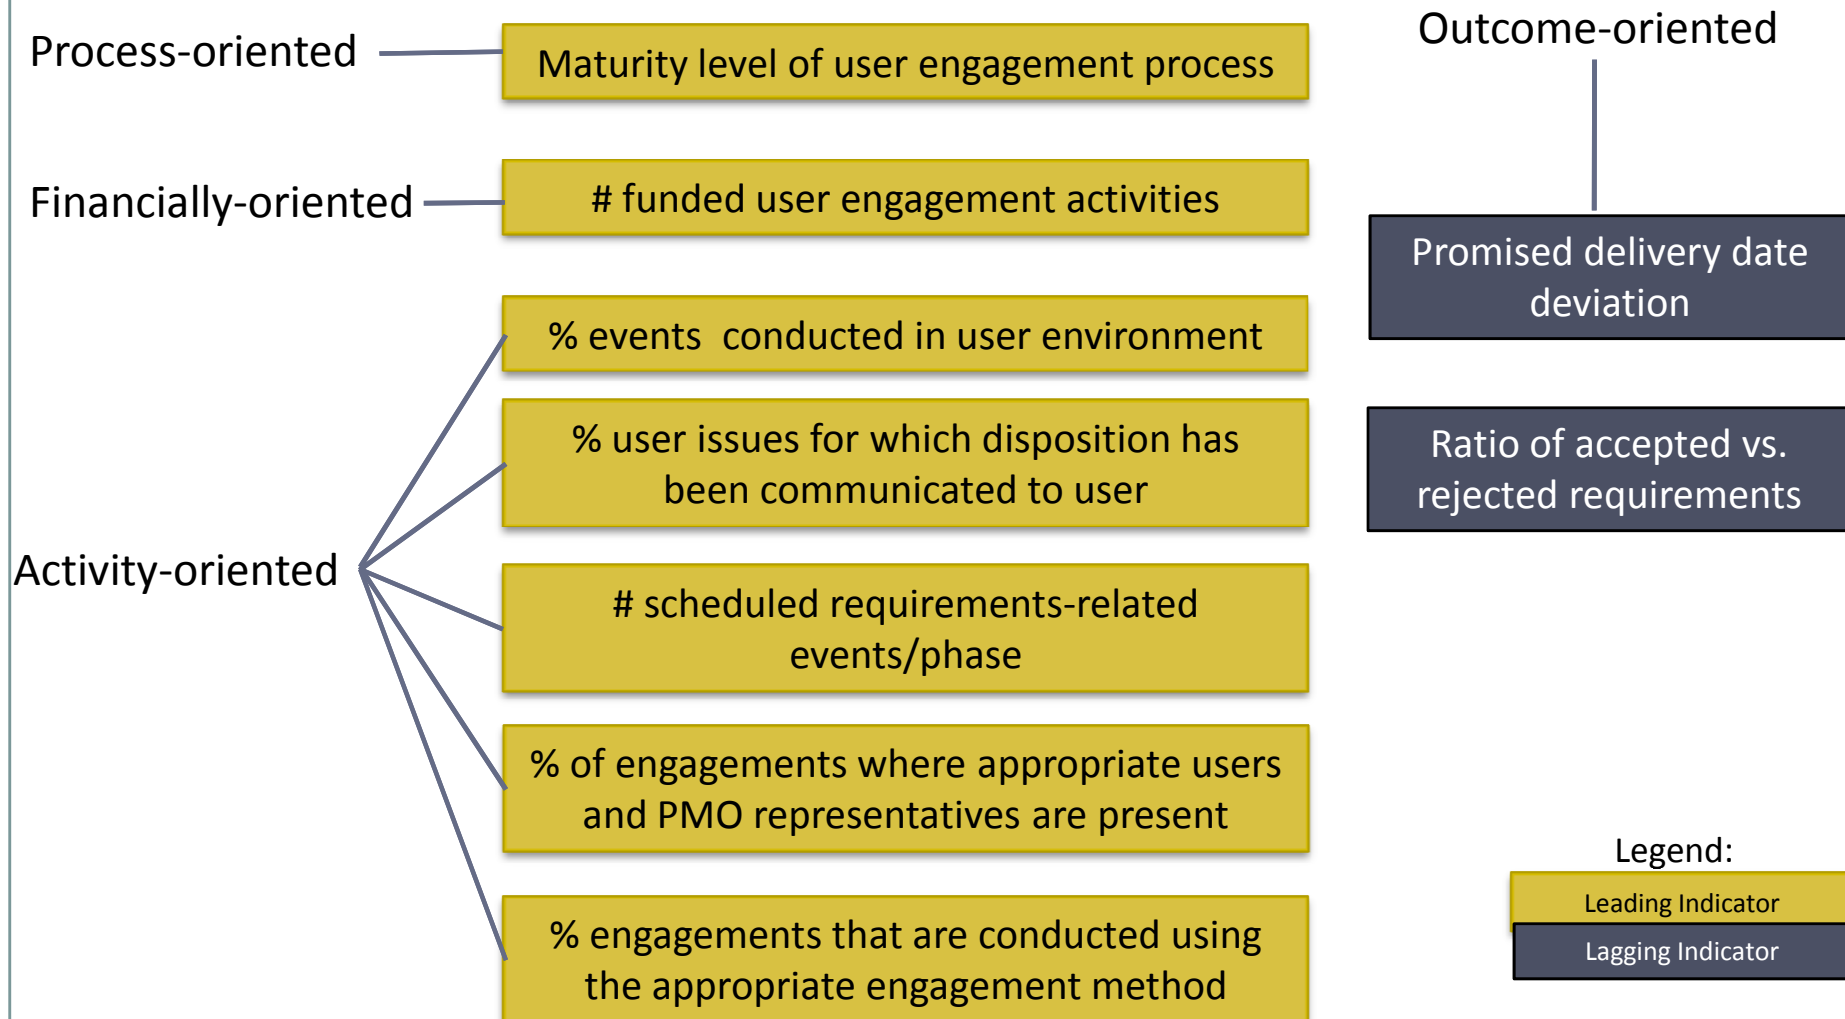 Process-oriented
Maturity level of user engagement process
Financially-oriented
# funded user engagement activities
Activity-oriented
% events  conducted in user environment
% user issues for which disposition has
been communicated to user
# scheduled requirements-related
events/phase
% of engagements where appropriate users
and PMO representatives are present
% engagements that are conducted using
the appropriate engagement method
Outcome-oriented
Promised delivery date
deviation
Ratio of accepted vs.
rejected requirements
Legend:
Leading Indicator
Lagging Indicator